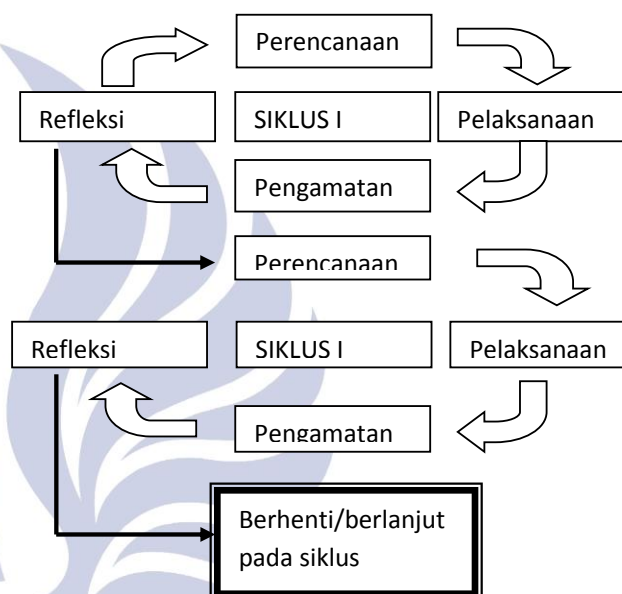 Perencanaan
Refleksi
SIKLUS I
Pelaksanaan
Pengamatan
Perencanaan
Refleksi
SIKLUS I
Pelaksanaan
Pengamatan
Berhenti/berlanjut
pada siklus